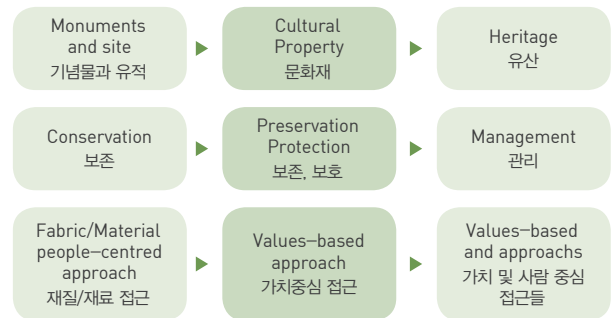 Monuments
and site
기념물과 유적
Cultural
Property
문화재
Heritage
유산
Conservation
보존
Preservation
Protection
보존, 보호
Management
관리
Fabric/Material
people–centred
approach
재질/재료 접근
Values–based
approach
가치중심 접근
Values–based
and approachs
가치 및 사람 중심
접근들